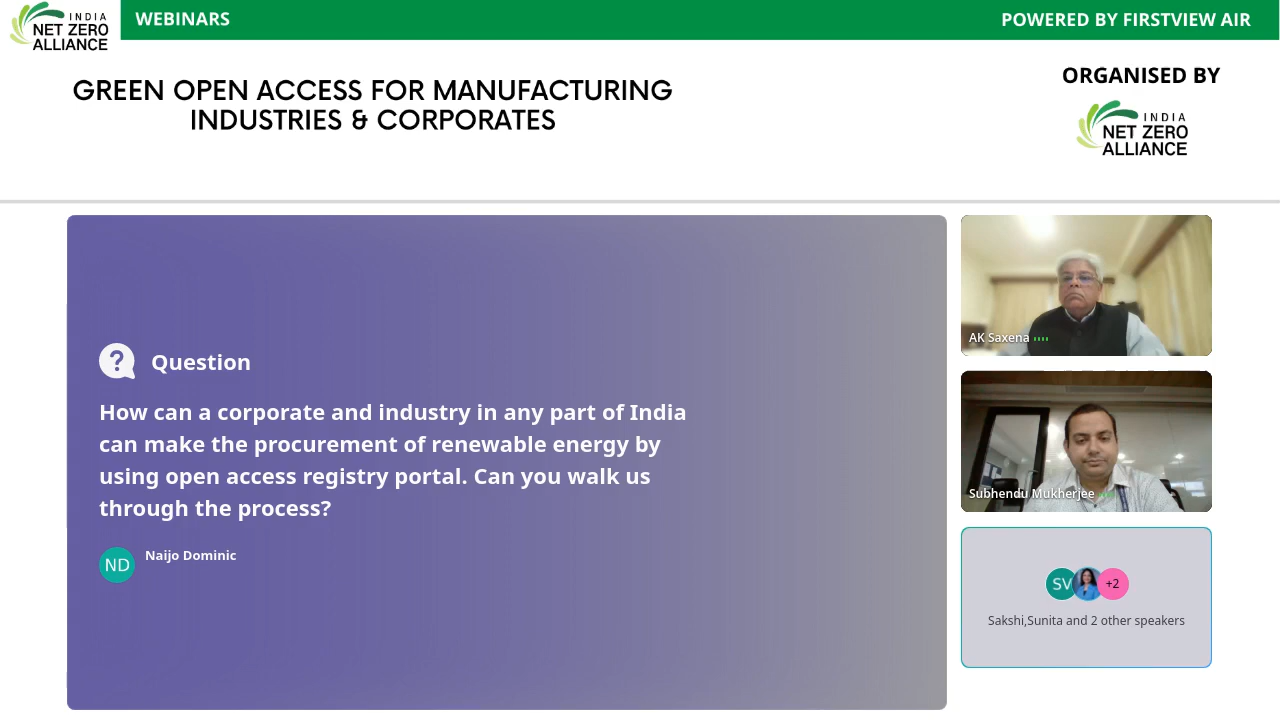 INDIA
NET ZERO
ALLIANCE
WEBINARS
POWERED BY FIRSTVIEW AIR
GREEN OPEN ACCESS FOR MANUFACTURING
INDUSTRIES & CORPORATES
ORGANISED BY
INDIA
NET ZERO
ALLIANCE
Question
How can a corporate and industry in any part of India
can make the procurement of renewable energy by
using open access registry portal. Can you walk us
through the process?
ND
Naijo Dominic
AK Saxena
Subhendu Mukherjee
SV
+2
Sakshi,Sunita and 2 other speakers